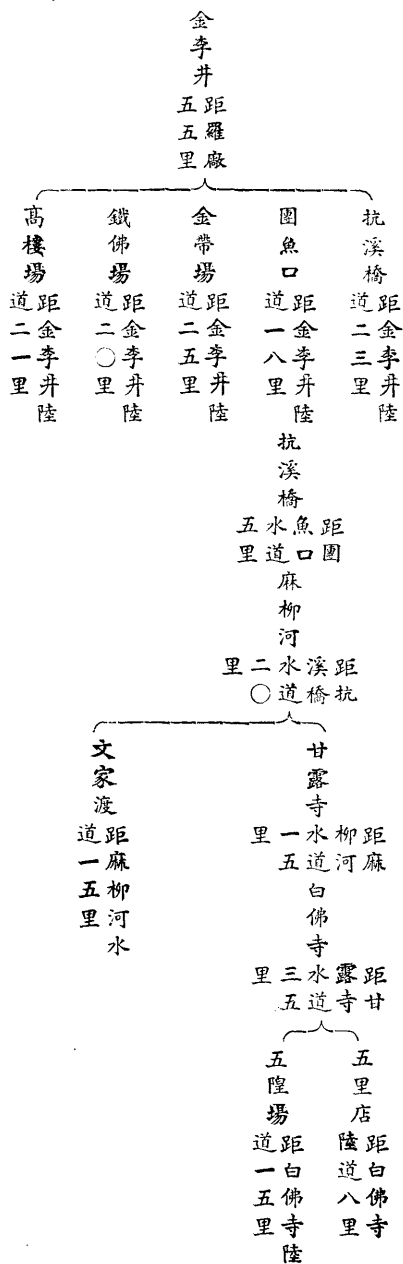 金李井
距羅廠
五五里
抗溪橋
距金李井陸
道二三里
團魚口
距金李井陸
道一八里
金帶場
距金李井陸
道二五里
鐵佛場
距金李井陸
道二〇里
高樓場
距金李井陸
道二一里
抗溪橋
距團
魚口
水道
五里
麻柳河
距抗
溪橋
水道
二〇
里
甘露寺
距麻
柳河
水道
一五
里
白佛寺
距甘
露寺
水道
三五
里
文家渡
距麻柳河水
道一五里
五里店
距白佛寺
陸道八里
五隍場
距白佛寺陸
道一五里